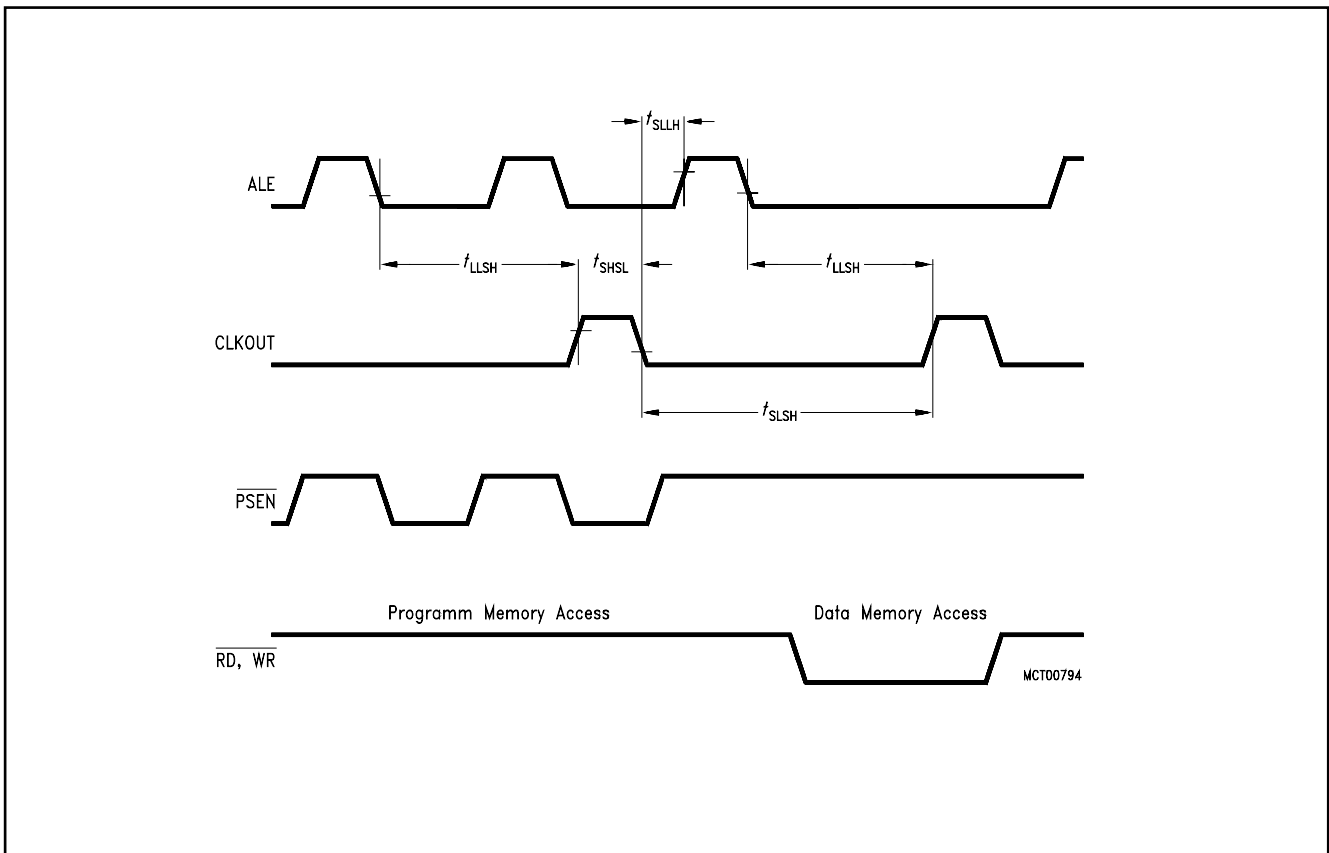 tSLLH
ALE
tLLSH
tSHSL
tLLSH
CLKOUT
tSLSH
PSEN
Programm Memory Access
Data Memory Access
RD, WR
MCT00794